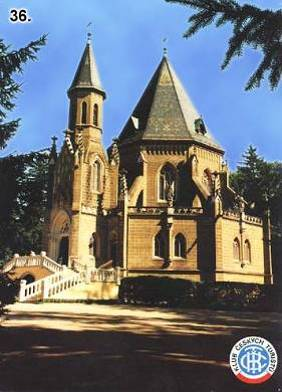 36.
KLUB ČESKÝCH TURISTŮ